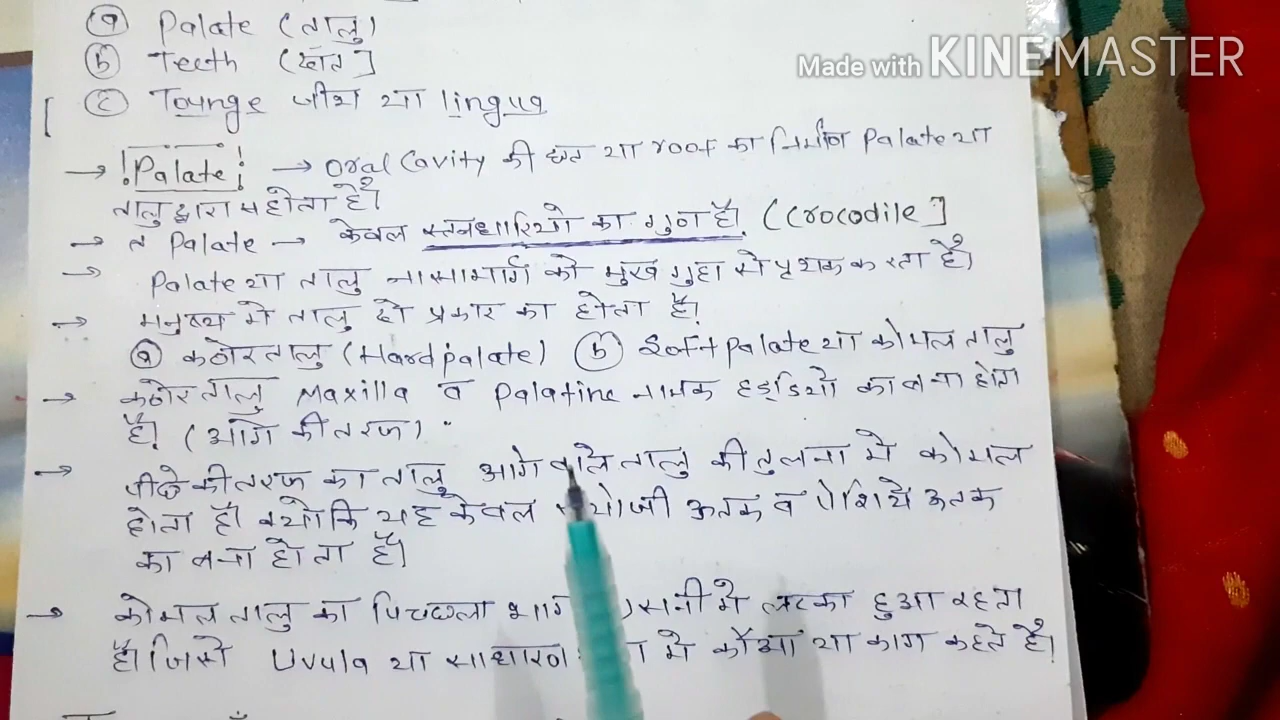 ⓐ Palate (तालु)
Made with KINEMASTER
ⓑ Teeth (दाँत]
[ ⓒ Tounge जीभ या lingua
→ !Palate! → Oral Cavity की छत या roof का निर्माण Palate या
तालु द्वारा होता है।
→ Palate → केवल स्तनधारियो का गुण है। (Crocodile]
→ Palate या तालु नासामार्ग को मुख गुहा से पृथक करता है।
→ मनुष्य मे तालु दो प्रकार का होता है।
ⓐ कठोर तालु (Hard palate) ⓑ Soft palate या कोमल तालु
→ कठोर तालु Maxilla व Palatine नामक हड्डियो का बना होता
है। (आगे की तरफ)
→ पीछे की तरफ का तालु आगे वाले तालु की तुलना मे कोमल
होता है। क्योकि यह केवल ऊतक व पेशिये ऊतक
का बना होता है।
→ कोमल तालु का पिछला भाग मे लटका हुआ रहता
है। जिसे Uvula या साधारण मे कौआ या काग कहते है।